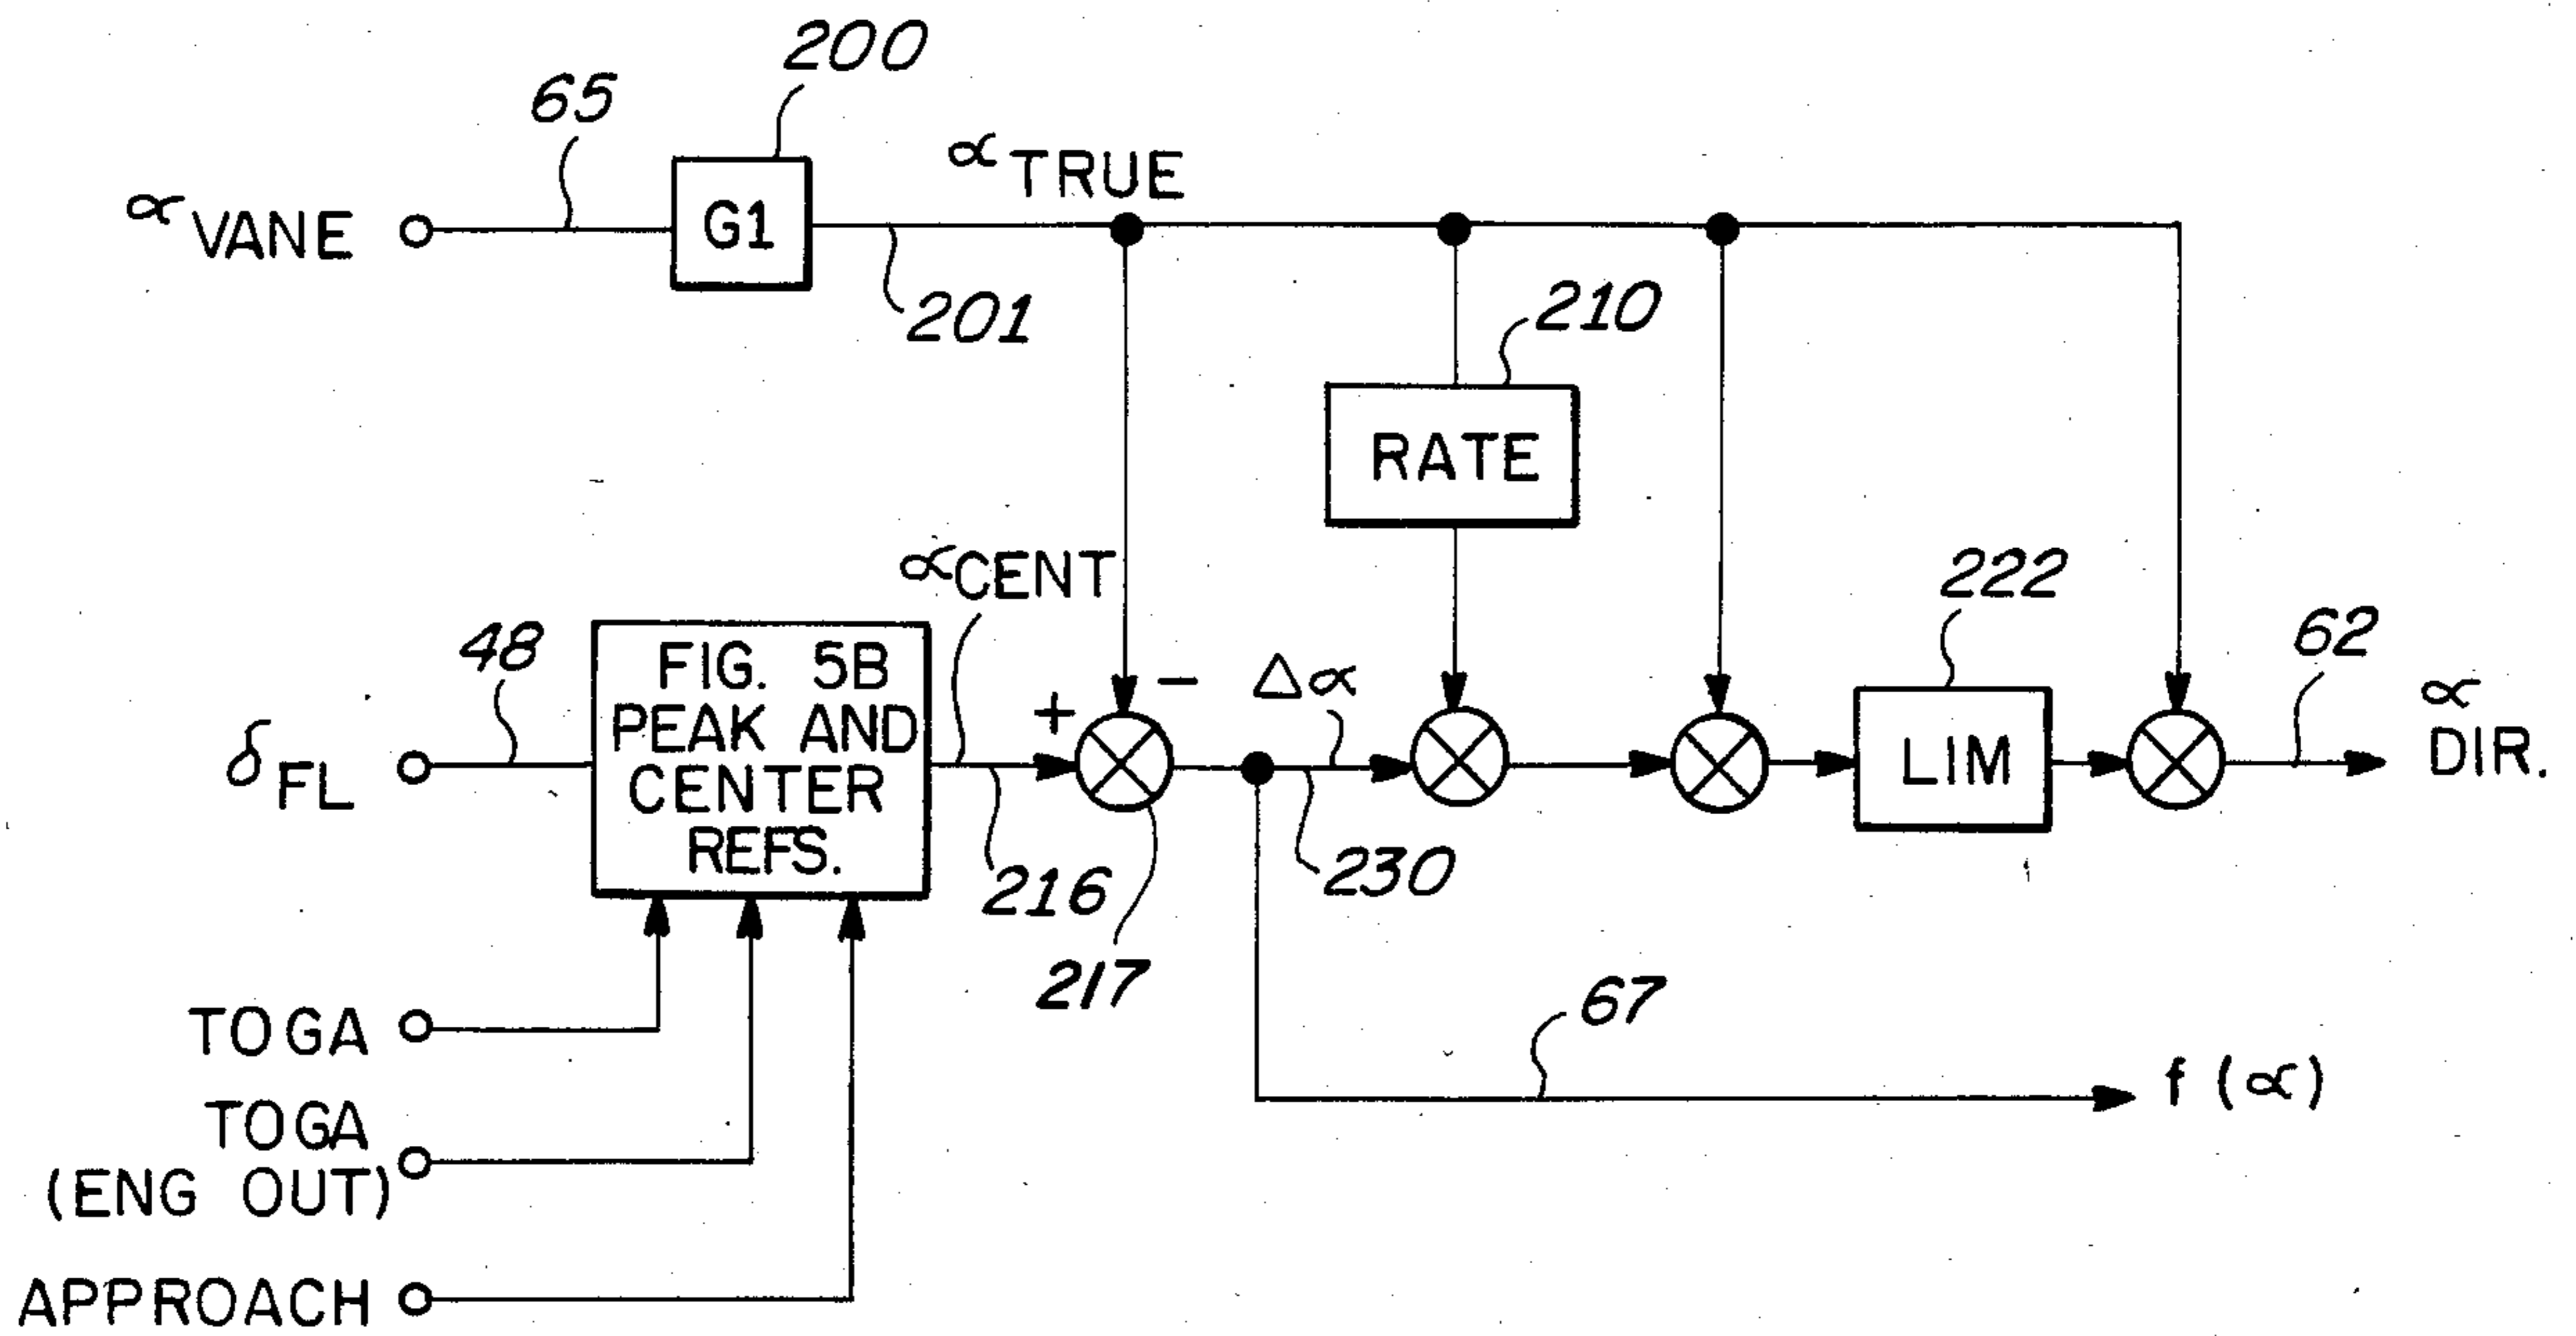 200
65
∝ TRUE
∝ VANE
G1
201
210
RATE
∝CENT
222
48
62
FIG. 5B
PEAK AND
CENTER
REFS.
+
−
Δ∝
∝
DIR.
δ FL
LIM
216
230
217
67
TOGA
f (∝)
TOGA
(ENG OUT)
APPROACH